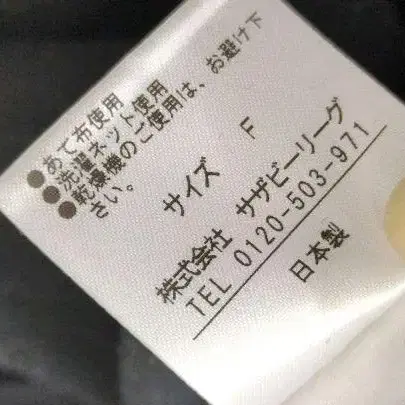 ●あて布使用
●洗濯ネット使用
●乾燥機のご使用は、お避け下
さい。
サイズ F
株式会社 サザビーリーグ
TEL 0120-503-971
日本製